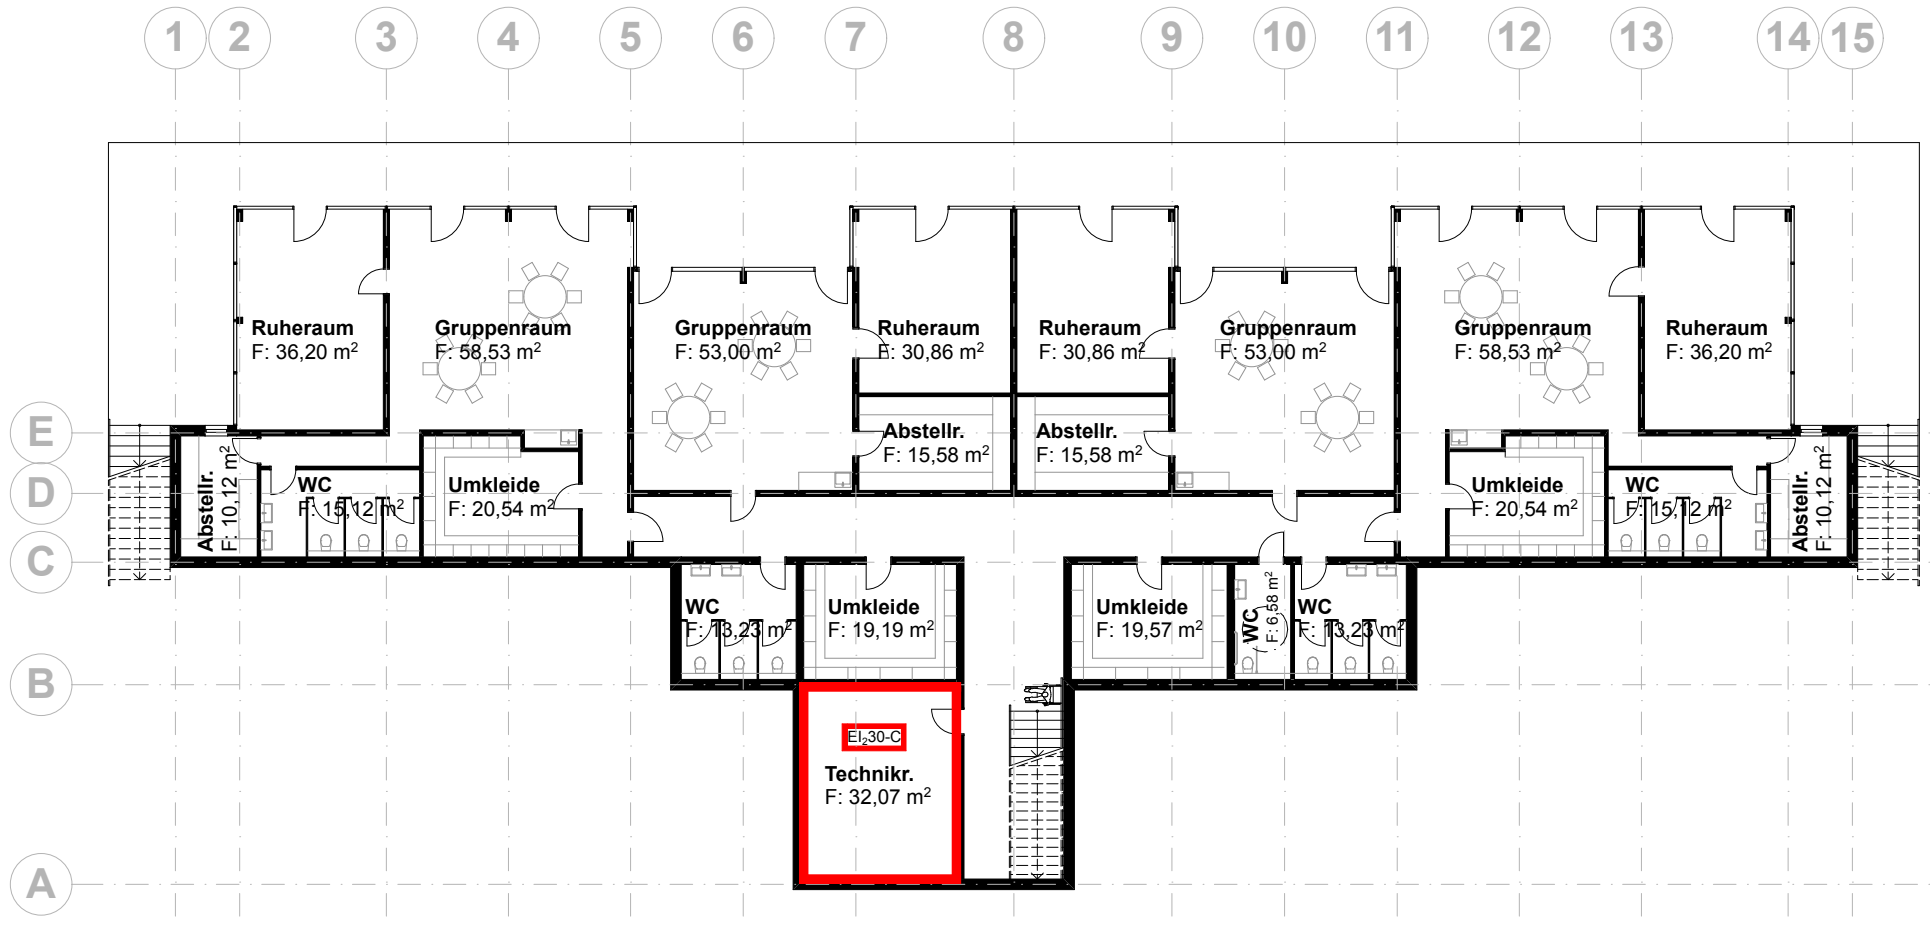 1 2 3 4 5 6 7 8 9 10 11 12 13 14 15
E
D
C
B
A
Ruheraum
F: 36,20 m²
Gruppenraum
F: 58,53 m²
Gruppenraum
F: 53,00 m²
Ruheraum
F: 30,86 m²
Ruheraum
F: 30,86 m²
Gruppenraum
F: 53,00 m²
Gruppenraum
F: 58,53 m²
Ruheraum
F: 36,20 m²
Abstellr.
F: 15,58 m²
Abstellr.
F: 15,58 m²
Abstellr.
F: 10,12 m²
WC
F: 15,12 m²
Umkleide
F: 20,54 m²
Umkleide
F: 20,54 m²
WC
F: 15,12 m²
Abstellr.
F: 10,12 m²
WC
F: 13,23 m²
Umkleide
F: 19,19 m²
Umkleide
F: 19,57 m²
WC
F: 6,58 m²
WC
F: 13,23 m²
EI₂30-C
Technikr.
F: 32,07 m²